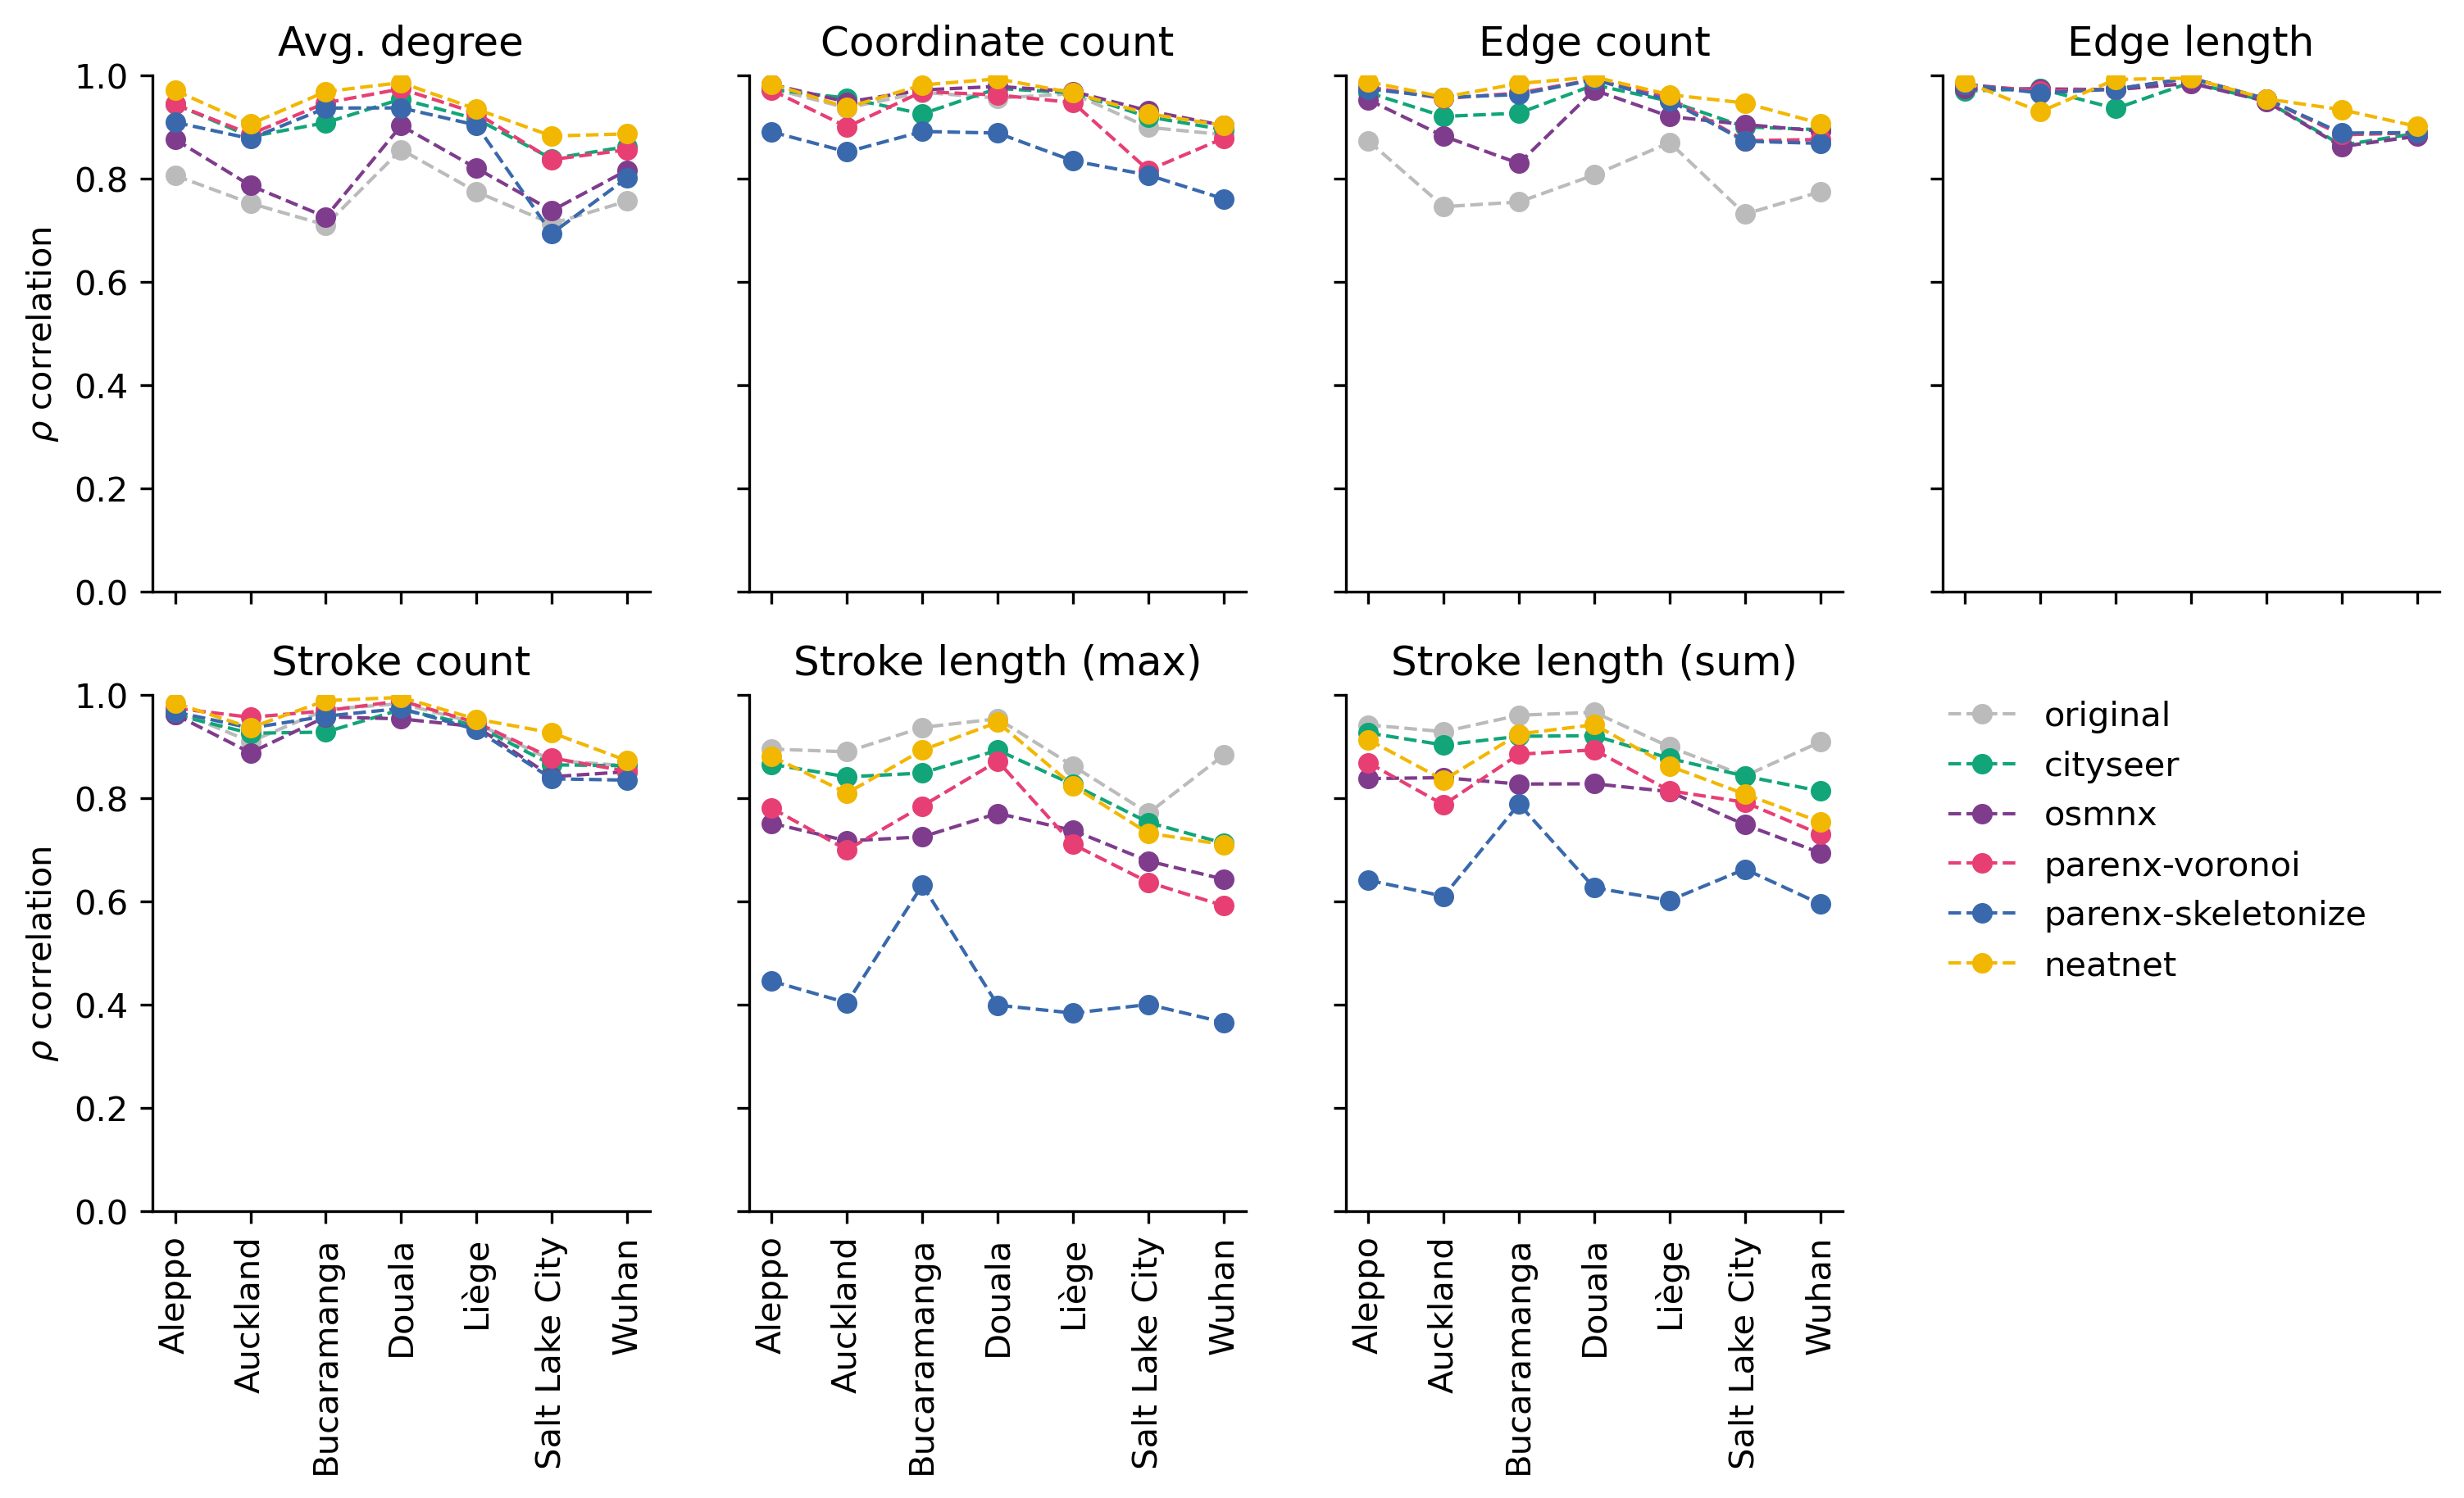 Avg. degree
Coordinate count
Edge count
Edge length
1.0
0.8
0.6
0.4
0.2
0.0
ρ correlation
Stroke count
Stroke length (max)
Stroke length (sum)
1.0
0.8
0.6
0.4
0.2
0.0
ρ correlation
original
cityseer
osmnx
parenx-voronoi
parenx-skeletonize
neatnet
Aleppo
Auckland
Bucaramanga
Douala
Liège
Salt Lake City
Wuhan
Aleppo
Auckland
Bucaramanga
Douala
Liège
Salt Lake City
Wuhan
Aleppo
Auckland
Bucaramanga
Douala
Liège
Salt Lake City
Wuhan